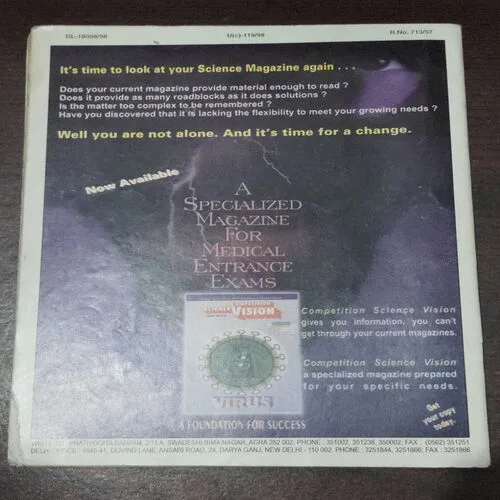 DL-18008/98 U(c)-119/99 R.No. 713/57
It's time to look at your Science Magazine again . . .
Does your current magazine provide material enough to read ?
Does it provide as many roadblocks as it does solutions ?
Is the matter too complex to be remembered ?
Have you discovered that it is lacking the flexibility to meet your growing needs ?
Well you are not alone. And it's time for a change.
Now Available
A
SPECIALIZED
MAGAZINE
FOR
MEDICAL
ENTRANCE
EXAMS
COMPETITION
SCIENCE
VISION
VIRUS
Competition Science Vision
gives you information, you can't
get through your current magazines.
Competition Science Vision
a specialized magazine prepared
for your specific needs.
A FOUNDATION FOR SUCCESS
Get
your copy
today.
WRITE TO : PRATIYOGITA DARPAN, 2/11A, SWADESHI BIMA NAGAR, AGRA 282 002. PHONE : 351002, 351238, 350002, FAX : (0562) 351251
DELHI OFFICE : 4840-41, GOVIND LANE, ANSARI ROAD, 24, DARYA GANJ, NEW DELHI - 110 002. PHONE : 3251844, 3251866; FAX : 3251866